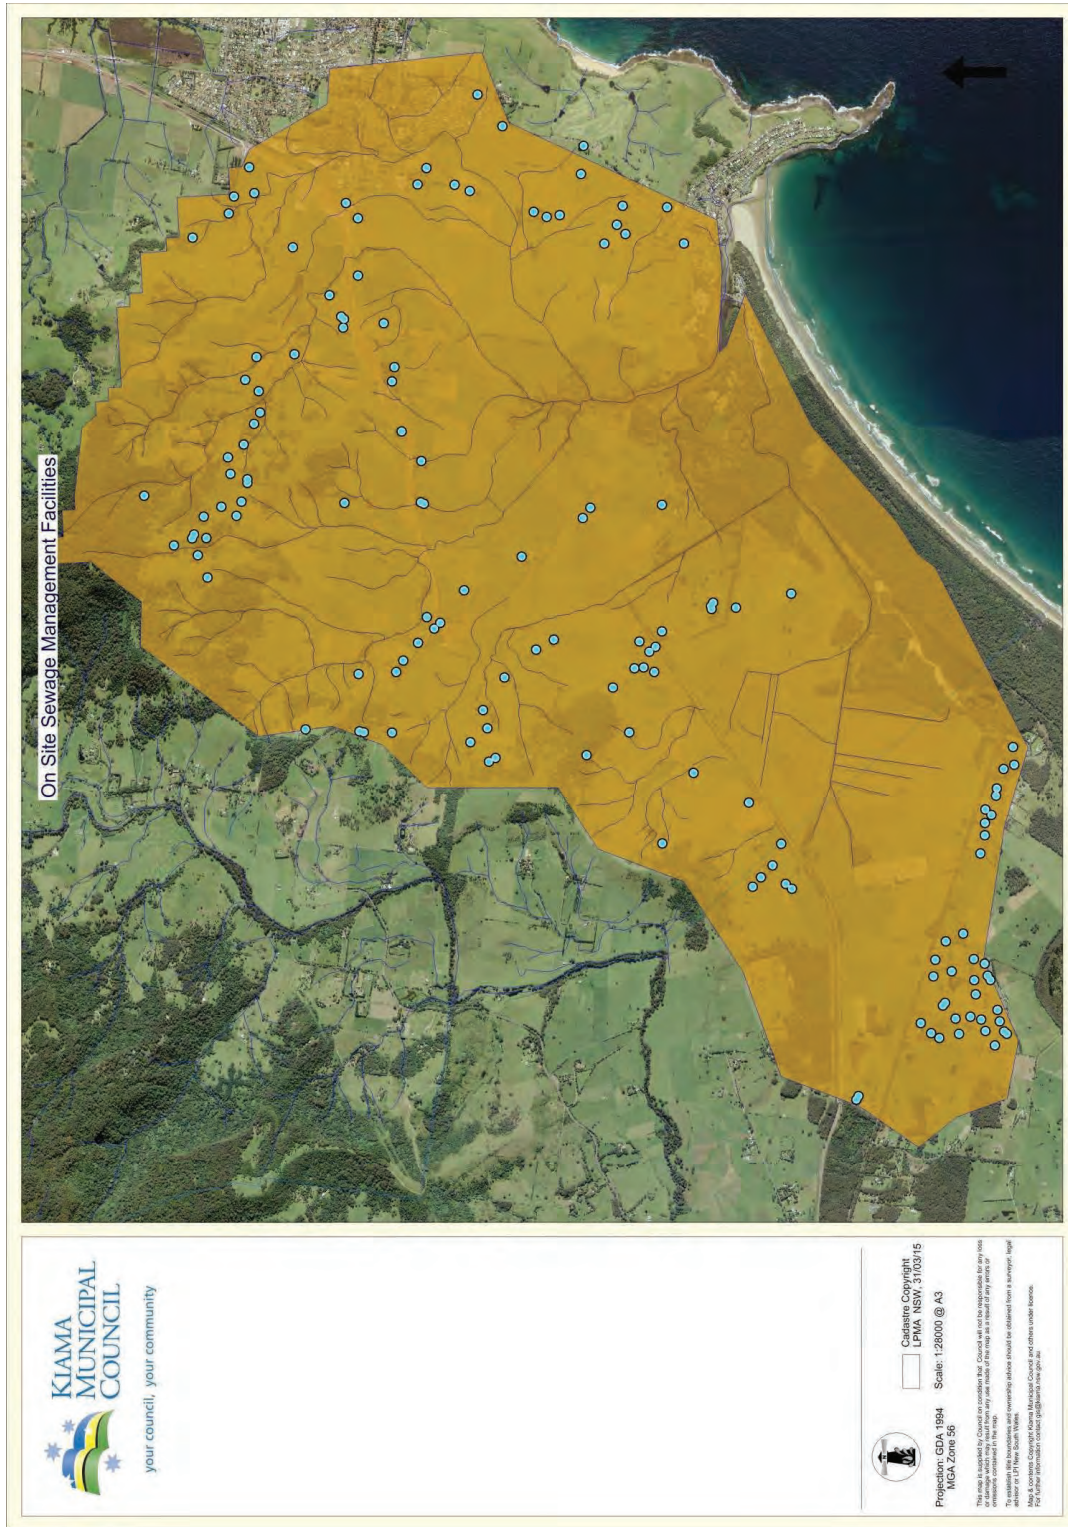 On Site Sewage Management Facilities
KIAMA
MUNICIPAL
COUNCIL
your council, your community
N
Cadastre Copyright
LPMA NSW, 31/03/15
Projection: GDA 1994 Scale: 1:28000 @ A3
MGA Zone 56
This map is supplied by Council on condition that Council will not be responsible for any loss
or damage which may result from any use made of the map as a result of any errors or
omissions contained in the map.
To establish title boundaries and ownership advice should be obtained from a surveyor, legal
advisor or LPI New South Wales.
Map & contents Copyright Kiama Municipal Council and others under licence.
For further information contact gis@kiama.nsw.gov.au